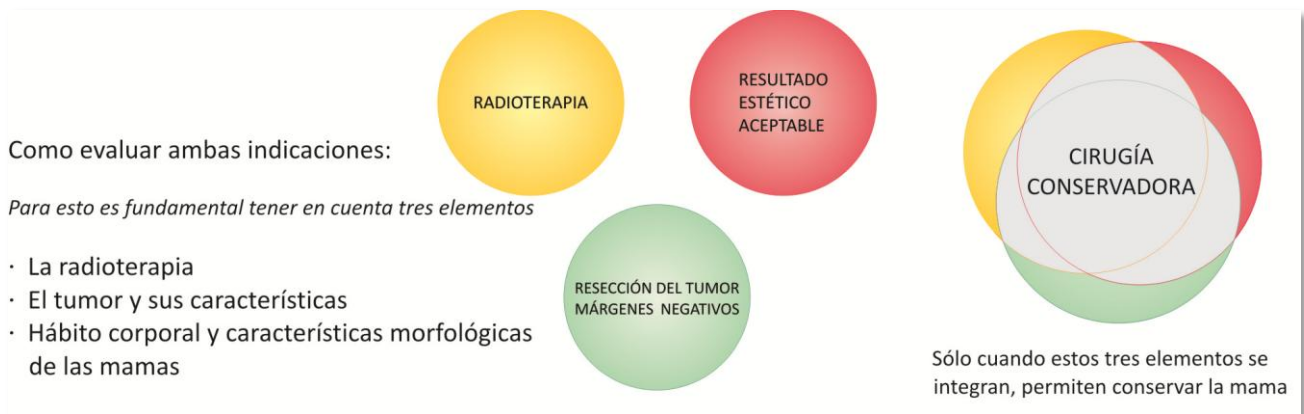 Como evaluar ambas indicaciones:
Para esto es fundamental tener en cuenta tres elementos
· La radioterapia
· El tumor y sus características
· Hábito corporal y características morfológicas
de las mamas
RADIOTERAPIA
RESULTADO
ESTÉTICO
ACEPTABLE
RESECCIÓN DEL TUMOR
MÁRGENES NEGATIVOS
CIRUGÍA
CONSERVADORA
Sólo cuando estos tres elementos se
integran, permiten conservar la mama